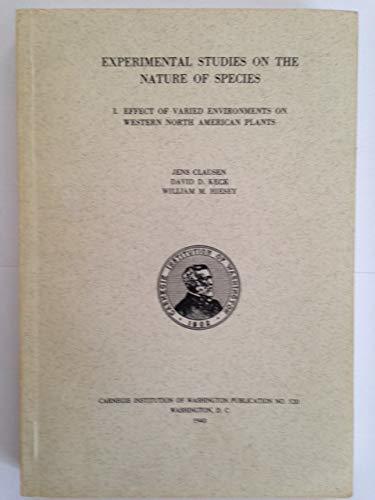 EXPERIMENTAL STUDIES ON THE
NATURE OF SPECIES
I. EFFECT OF VARIED ENVIRONMENTS ON
WESTERN NORTH AMERICAN PLANTS
JENS CLAUSEN
DAVID D. KECK
WILLIAM M. HIESEY
CARNEGIE INSTITUTION OF WASHINGTON
1902
CARNEGIE INSTITUTION OF WASHINGTON PUBLICATION NO. 520
WASHINGTON, D. C.
1940